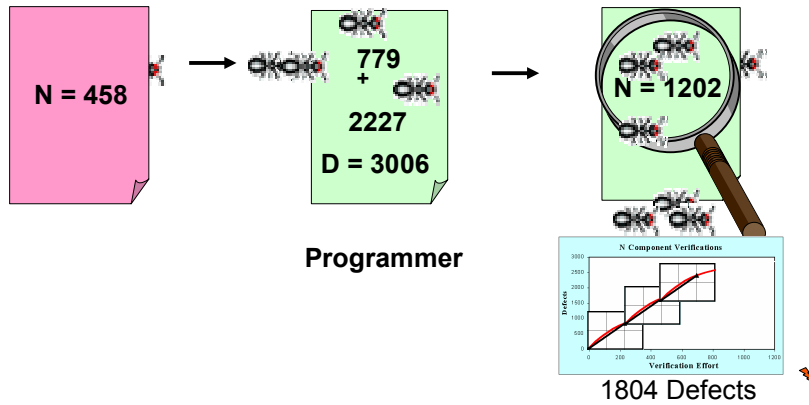 N = 458
779
+
2227
D = 3006
N = 1202
Programmer
N Component Verifications
Defects
3000
2500
2000
1500
1000
500
0
0 200 400 600 800 1000 1200
Verification Effort
1804 Defects